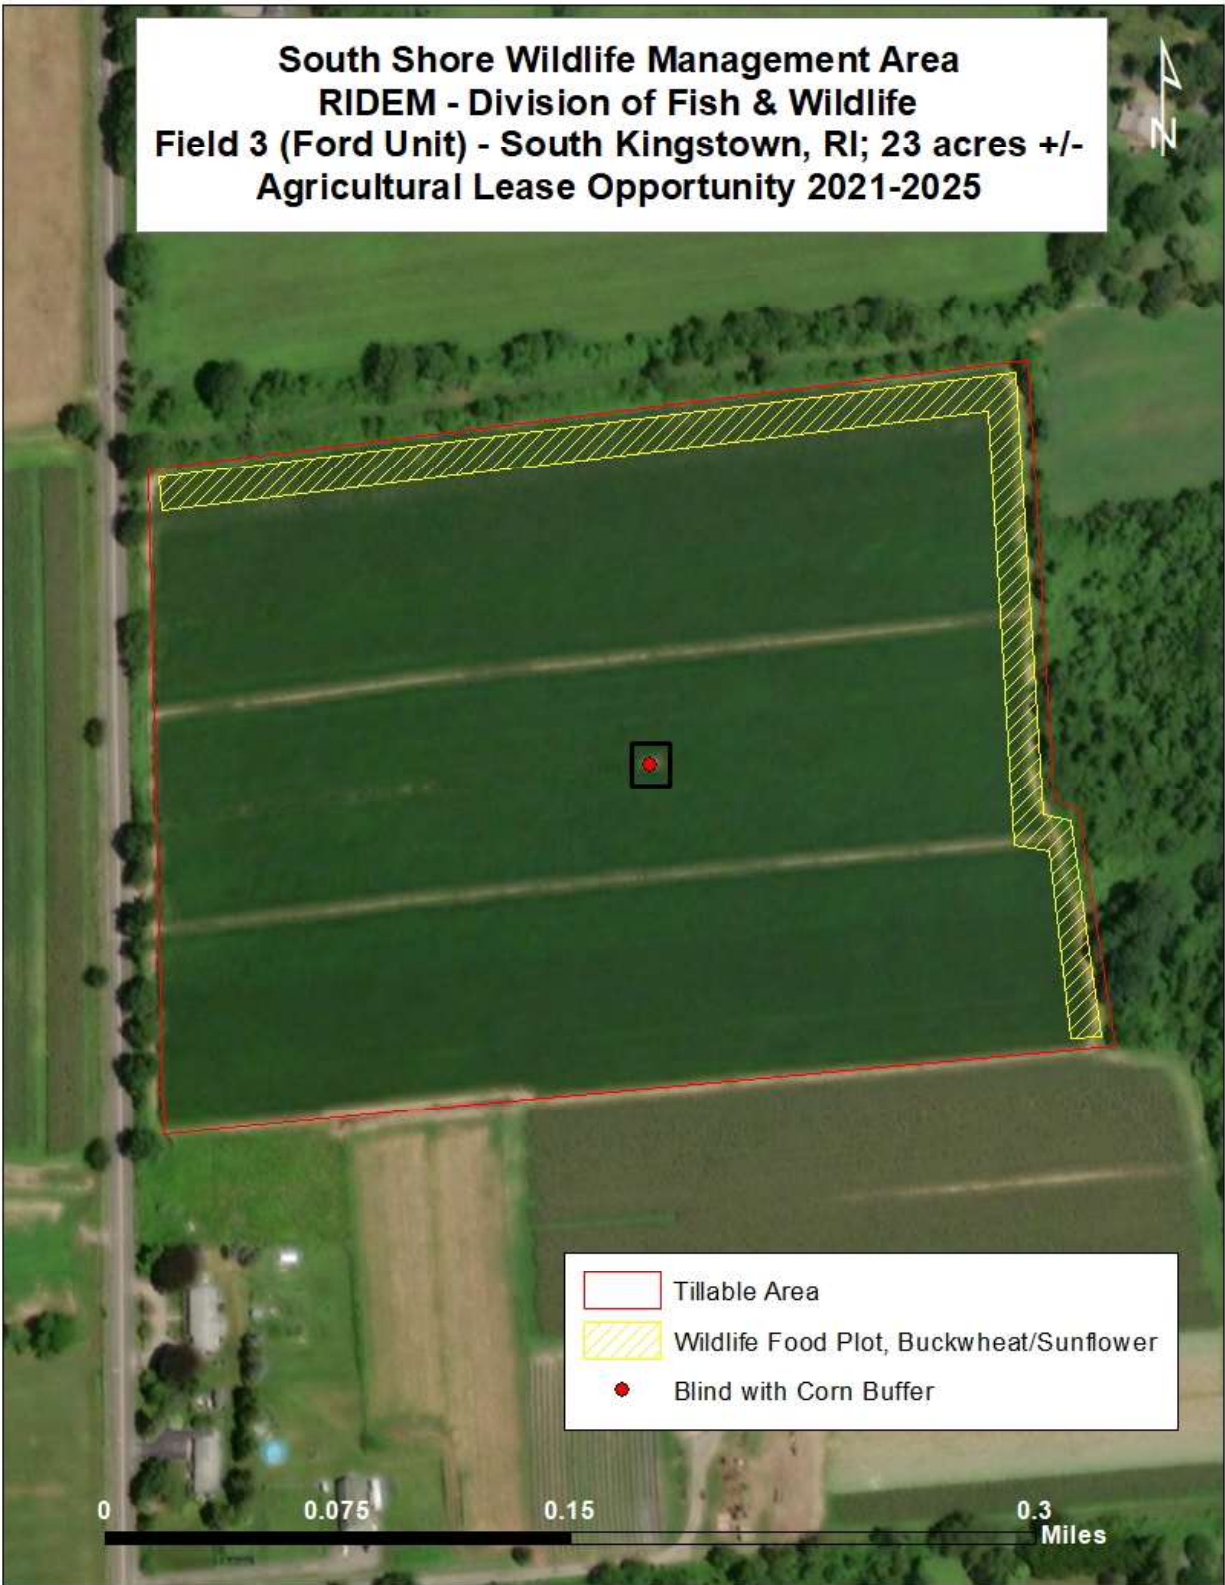 South Shore Wildlife Management Area
RIDEM - Division of Fish & Wildlife
Field 3 (Ford Unit) - South Kingstown, RI; 23 acres +/-
Agricultural Lease Opportunity 2021-2025
N
Tillable Area
Wildlife Food Plot, Buckwheat/Sunflower
Blind with Corn Buffer
0 0.075 0.15 0.3
Miles